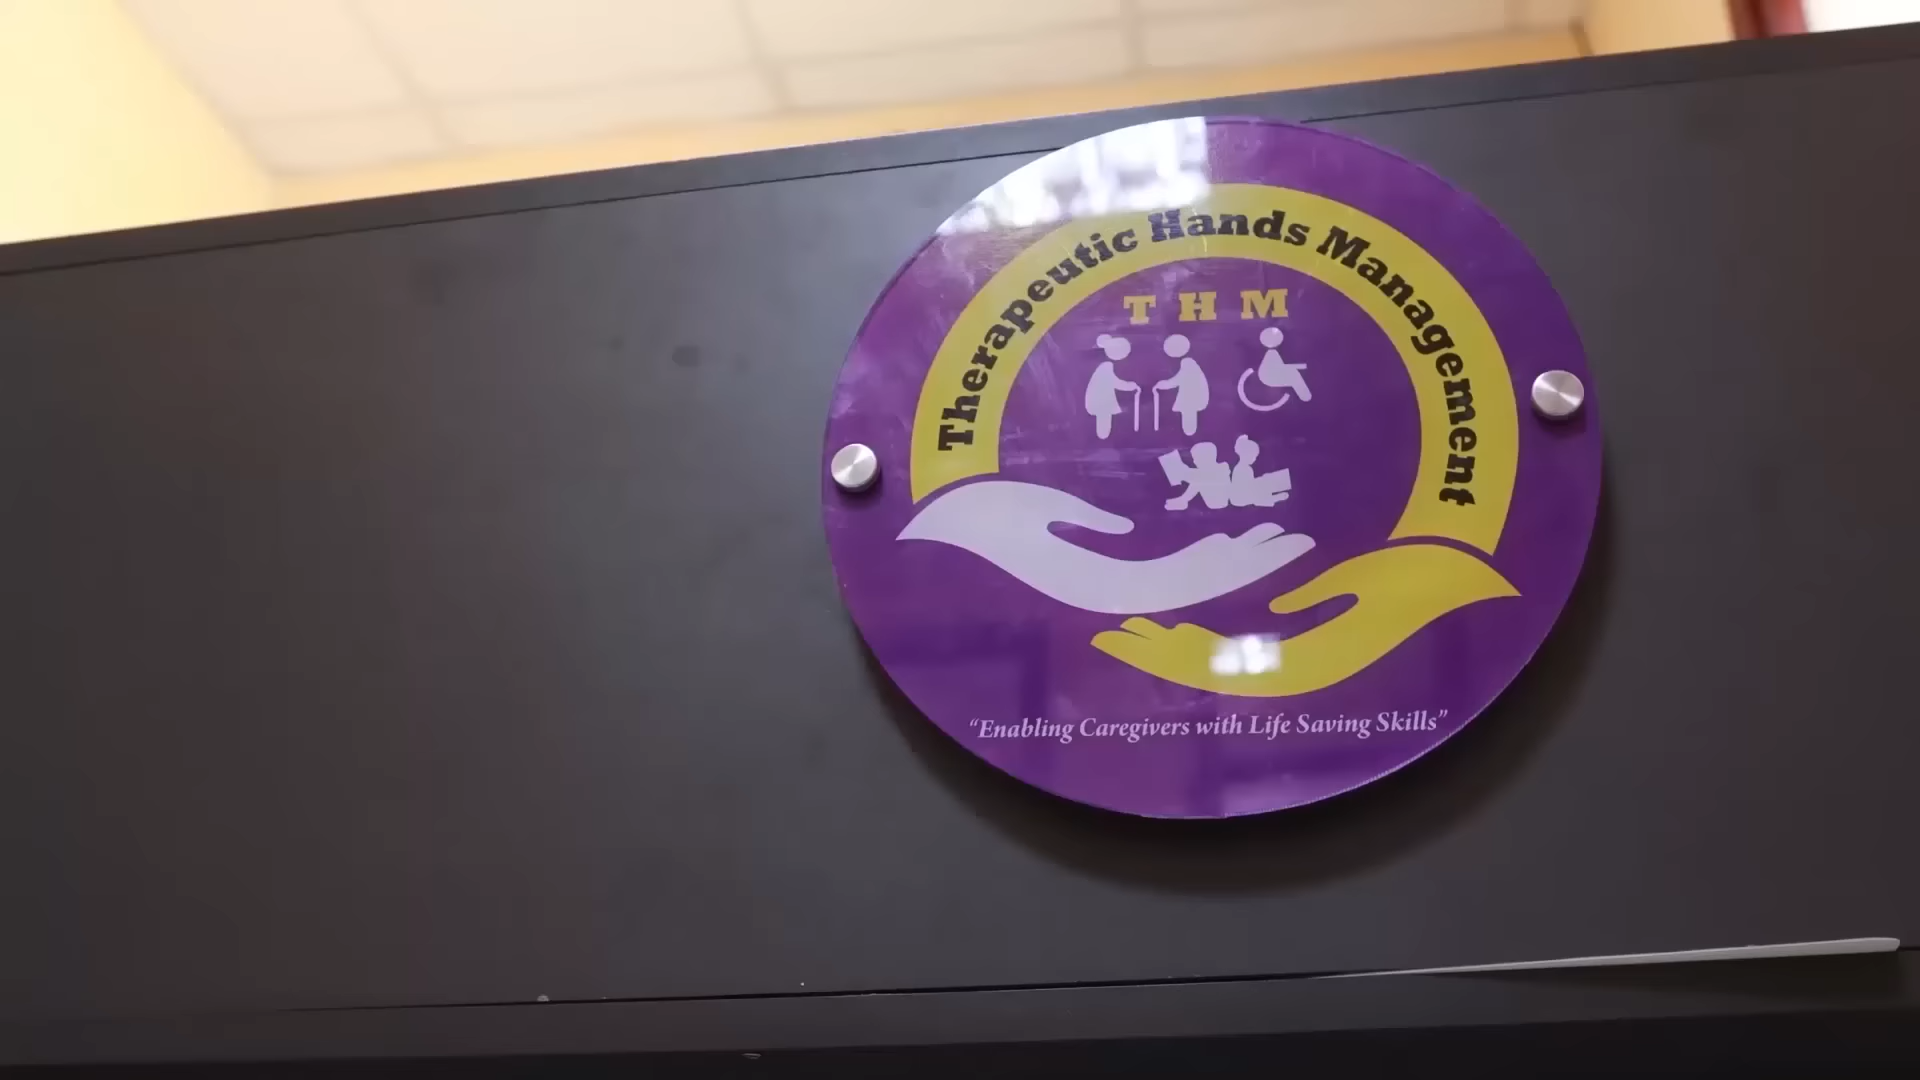 Therapeutic Hands Management
T H M
“Enabling Caregivers with Life Saving Skills”